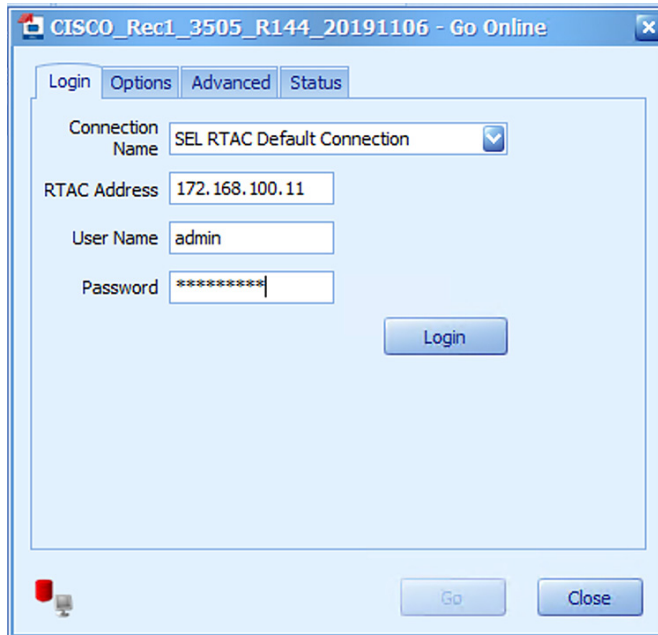 CISCO_Rec1_3505_R144_20191106 - Go Online
Login Options Advanced Status
Connection
Name SEL RTAC Default Connection
RTAC Address 172.168.100.11
User Name admin
Password *********
Login
Go Close